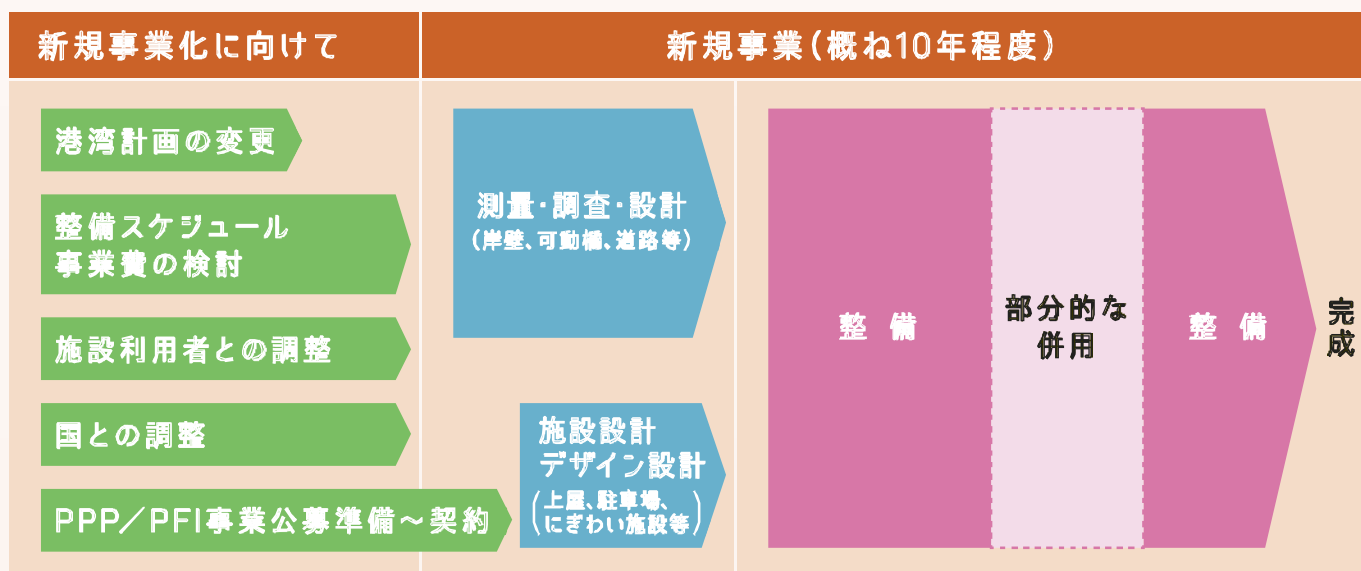 新規事業化に向けて
新規事業(概ね10年程度)
港湾計画の変更
整備スケジュール
事業費の検討
施設利用者との調整
国との調整
PPP/PFI事業公募準備～契約
測量・調査・設計
(岸壁、可動橋、道路等)
施設設計
デザイン設計
(上屋、駐車場、
にぎわい施設等)
整備
部分的な
併用
整備
完成